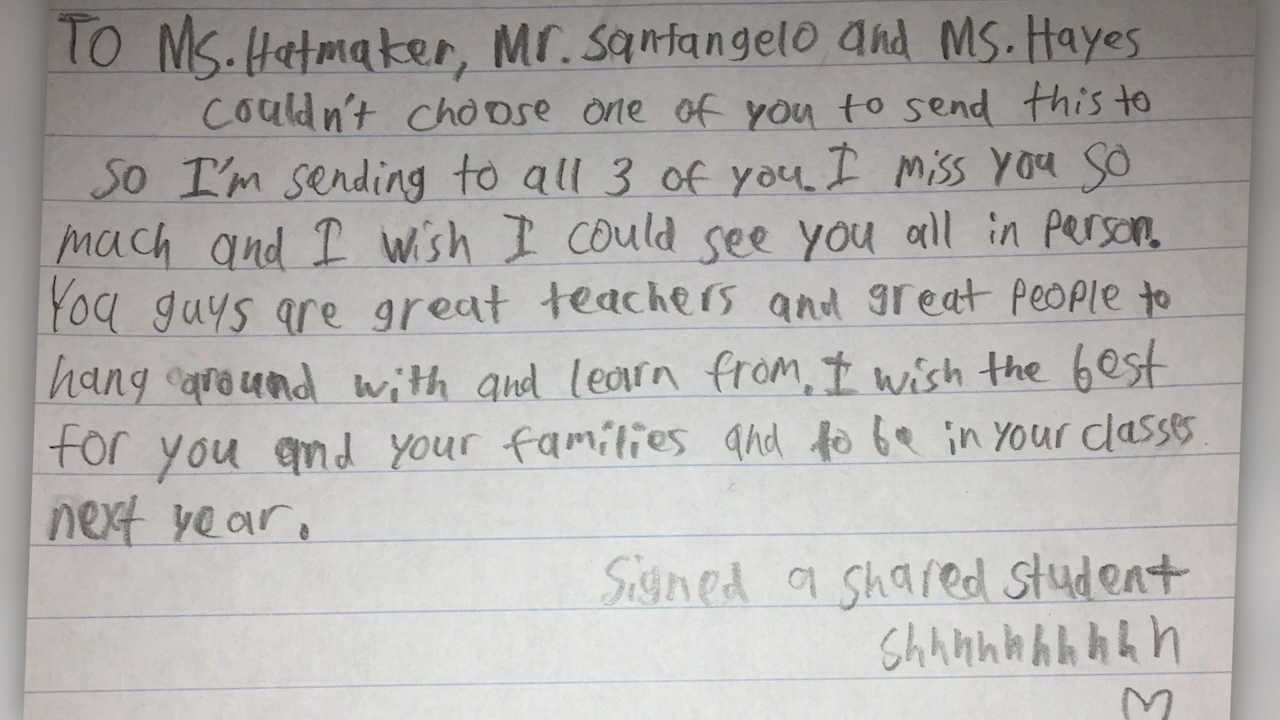 To Ms. Hatmaker, Mr. Santangelo and Ms. Hayes
Couldn't choose one of you to send this to
so I'm sending to all 3 of you. I miss you so
much and I wish I could see you all in person.
You guys are great teachers and great people to
hang around with and learn from. I wish the best
for you and your families and to be in your classes
next year.
Signed a shared student
Shhhhhhhhhh